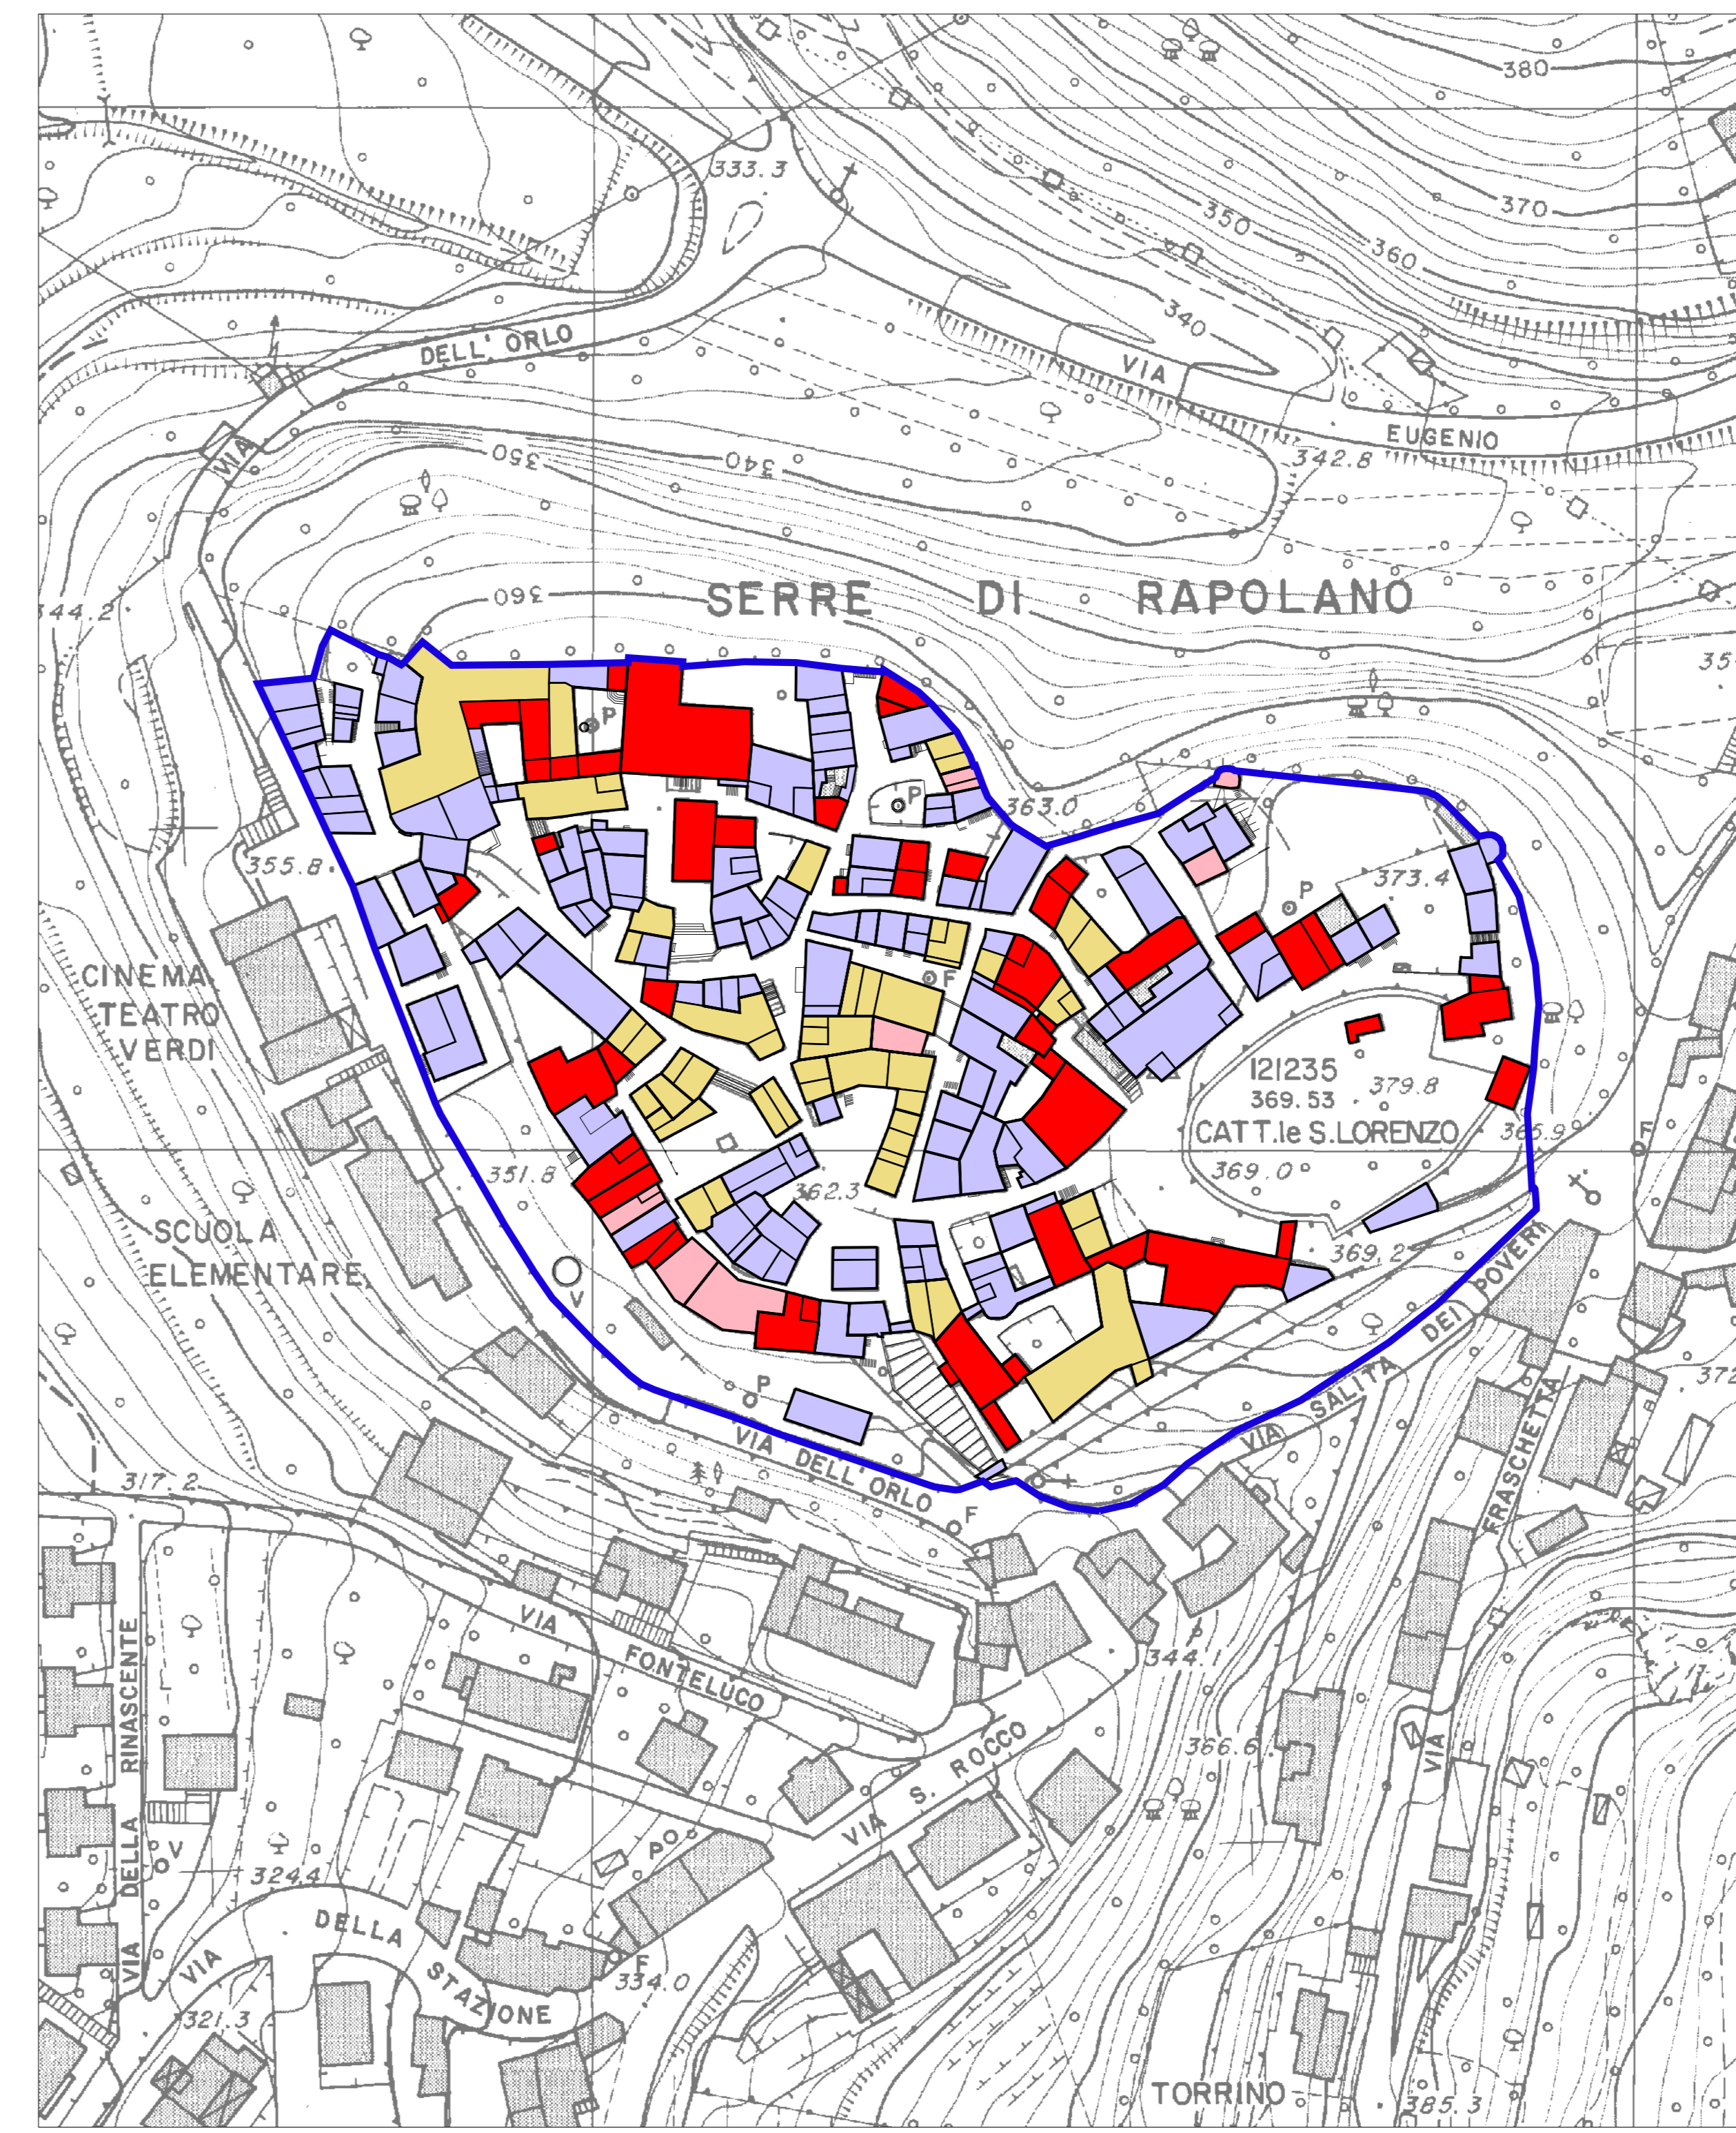 380
333.3
370
350
360
340
DELL' ORLO
VIA
EUGENIO
342.8
VIA
350
340
360
SERRE DI RAPOLANO
344.2
35
P
363.0
P
355.8
373.4
P
CINEMA
TEATRO
VERDI
F
121235
379.8
369.53
CATT.le S.LORENZO
365.9
F
369.0
351.8
362.3
SCUOLA
ELEMENTARE
369.2
V
VIA SALITA DEI POVERI
372
P
VIA DELL' ORLO
VIA FRASCHETTA
317.2
F
VIA FONTELUCO
344.1
VIA DELLA RINASCENTE
VIA S. ROCCO
366.6
V
P
324.4
VIA DELLA STAZIONE
F
334.0
321.3
TORRINO
385.3